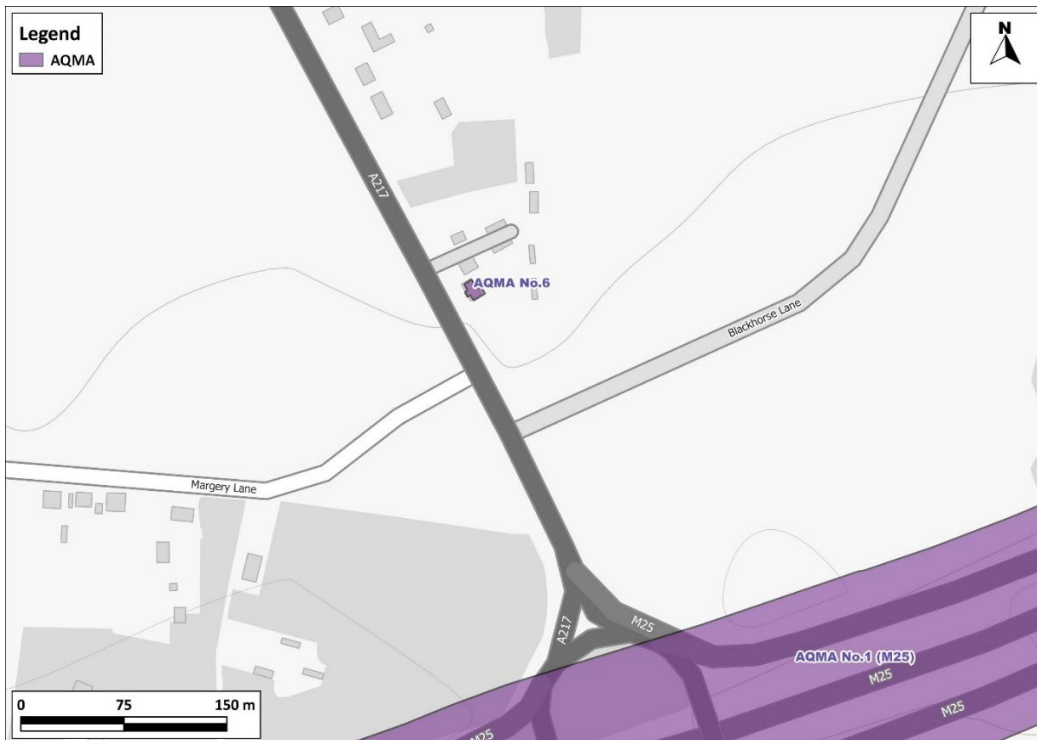 Legend
AQMA
N
A217
AQMA No.6
Blackhorse Lane
Margery Lane
A217
M25
AQMA No.1 (M25)
M25
M25
M25
0 75 150 m